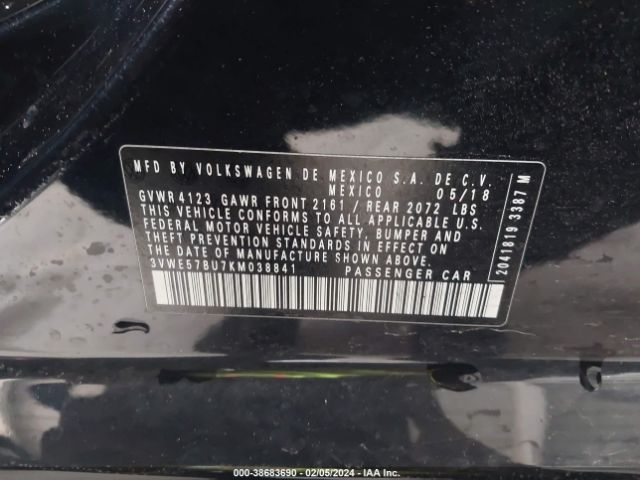 MFD BY VOLKSWAGEN DE MEXICO S.A. DE C.V.
MEXICO 05/18
GVWR 4123 GAWR FRONT 2161 / REAR 2072 LBS
THIS VEHICLE CONFORMS TO ALL APPLICABLE U.S.
FEDERAL MOTOR VEHICLE SAFETY, BUMPER AND
THEFT PREVENTION STANDARDS IN EFFECT ON
THE DATE OF MANUFACTURE SHOWN ABOVE.
3VWE57BU7KM038841 PASSENGER CAR
2041819 3387 M
000-38683690 - 02/05/2024 - IAA Inc.